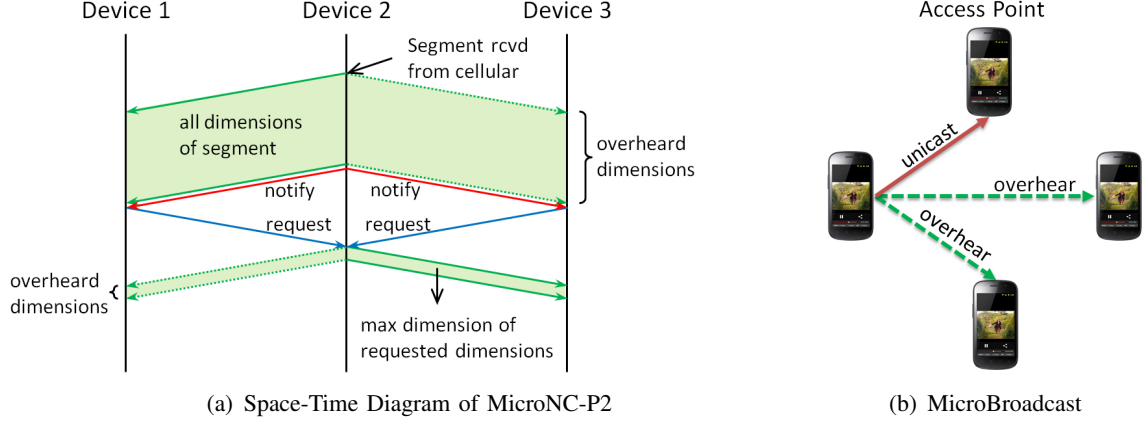 Device 1
Device 2
Device 3
Segment rcvd
from cellular
all dimensions
of segment
overheard
dimensions
notify
notify
request
request
overheard
dimensions
max dimension of
requested dimensions
(a) Space-Time Diagram of MicroNC-P2
Access Point
unicast
overhear
overhear
(b) MicroBroadcast